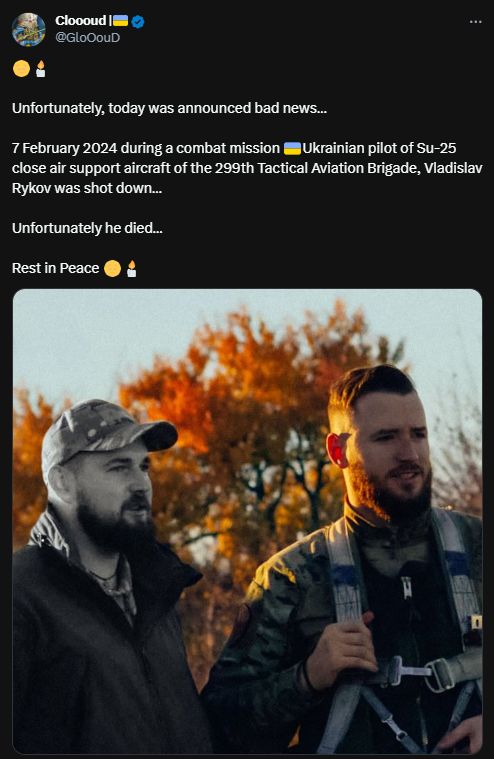 Cloooud |🇺🇦
@GloOouD
🌕🕯
Unfortunately, today was announced bad news...
7 February 2024 during a combat mission 🇺🇦Ukrainian pilot of Su-25
close air support aircraft of the 299th Tactical Aviation Brigade, Vladislav
Rykov was shot down...
Unfortunately he died...
Rest in Peace 🌕🕯